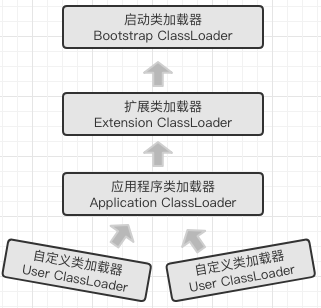 启动类加载器
Bootstrap ClassLoader
扩展类加载器
Extension ClassLoader
应用程序类加载器
Application ClassLoader
自定义类加载器
User ClassLoader
自定义类加载器
User ClassLoader